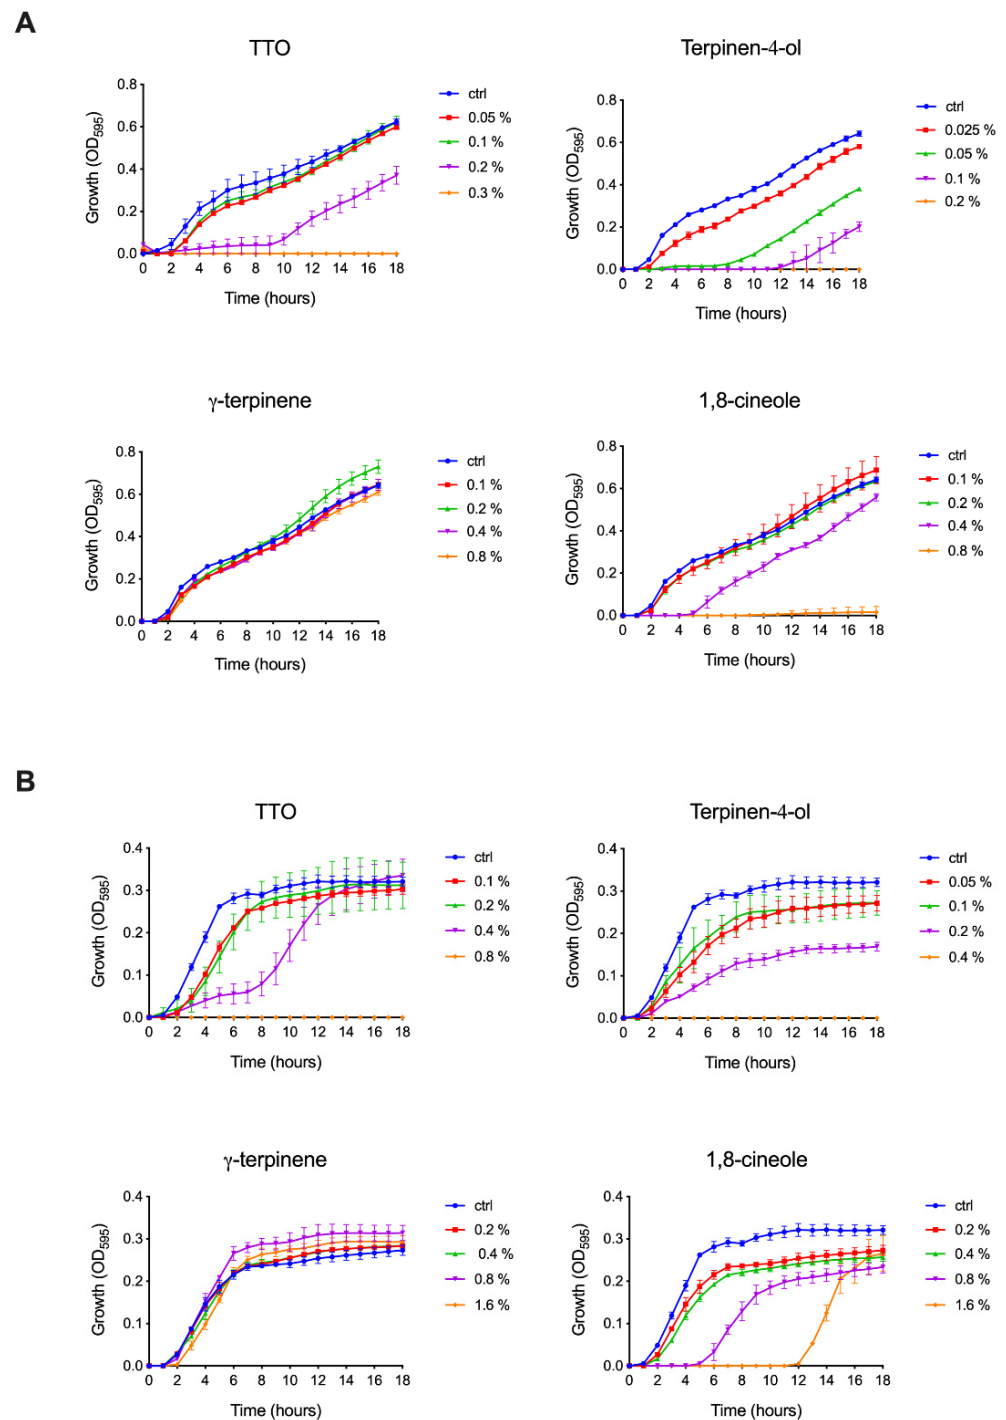 A
TTO
Growth (OD595)
0.8
0.6
0.4
0.2
0.0
0 2 4 6 8 10 12 14 16 18
Time (hours)
ctrl
0.05 %
0.1 %
0.2 %
0.3 %
Terpinen-4-ol
Growth (OD595)
0.8
0.6
0.4
0.2
0.0
0 2 4 6 8 10 12 14 16 18
Time (hours)
ctrl
0.025 %
0.05 %
0.1 %
0.2 %
γ-terpinene
Growth (OD595)
0.8
0.6
0.4
0.2
0.0
0 2 4 6 8 10 12 14 16 18
Time (hours)
ctrl
0.1 %
0.2 %
0.4 %
0.8 %
1,8-cineole
Growth (OD595)
0.8
0.6
0.4
0.2
0.0
0 2 4 6 8 10 12 14 16 18
Time (hours)
ctrl
0.1 %
0.2 %
0.4 %
0.8 %
B
TTO
Growth (OD595)
0.4
0.3
0.2
0.1
0.0
0 2 4 6 8 10 12 14 16 18
Time (hours)
ctrl
0.1 %
0.2 %
0.4 %
0.8 %
Terpinen-4-ol
Growth (OD595)
0.4
0.3
0.2
0.1
0.0
0 2 4 6 8 10 12 14 16 18
Time (hours)
ctrl
0.05 %
0.1 %
0.2 %
0.4 %
γ-terpinene
Growth (OD595)
0.4
0.3
0.2
0.1
0.0
0 2 4 6 8 10 12 14 16 18
Time (hours)
ctrl
0.2 %
0.4 %
0.8 %
1.6 %
1,8-cineole
Growth (OD595)
0.4
0.3
0.2
0.1
0.0
0 2 4 6 8 10 12 14 16 18
Time (hours)
ctrl
0.2 %
0.4 %
0.8 %
1.6 %